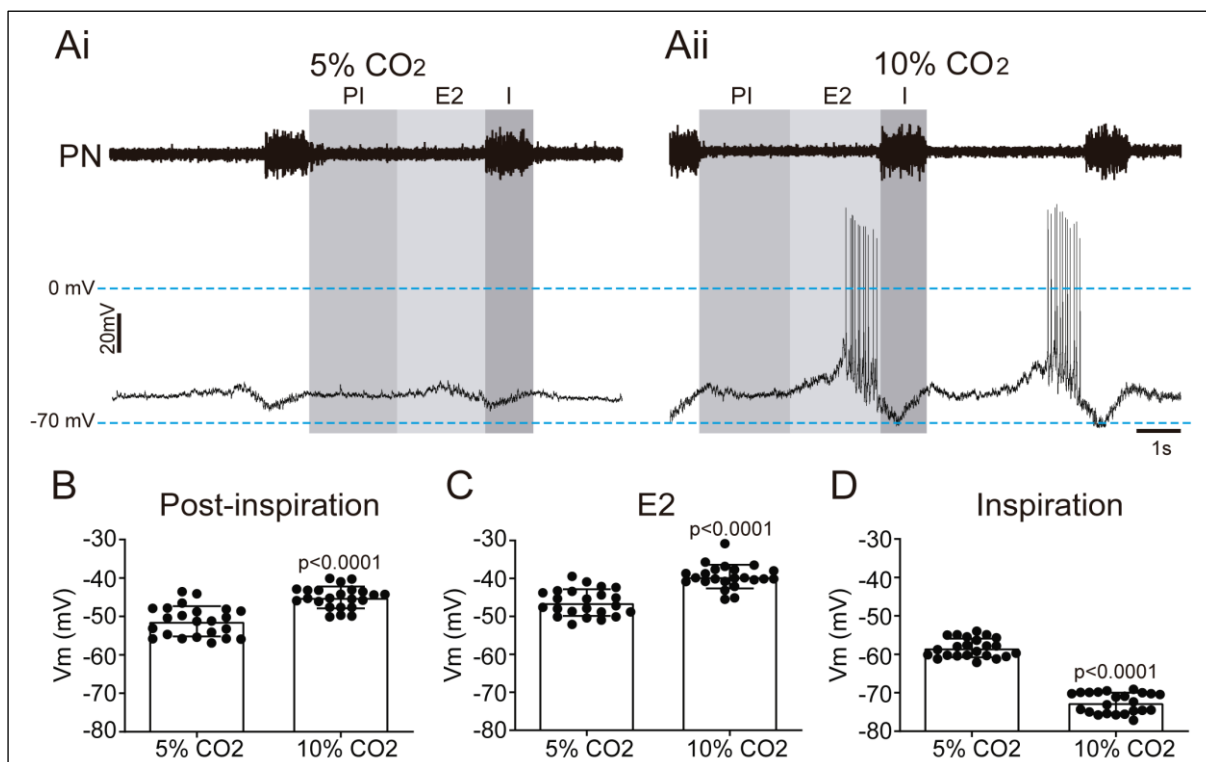 Ai
5% CO2
PI E2 I
Aii
10% CO2
PI E2 I
PN
0 mV
20mV
-70 mV
1s
B
Post-inspiration
p<0.0001
Vm (mV)
-30
-40
-50
-60
-70
-80
5% CO2 10% CO2
C
E2
p<0.0001
Vm (mV)
-30
-40
-50
-60
-70
-80
5% CO2 10% CO2
D
Inspiration
p<0.0001
Vm (mV)
-30
-40
-50
-60
-70
-80
5% CO2 10% CO2